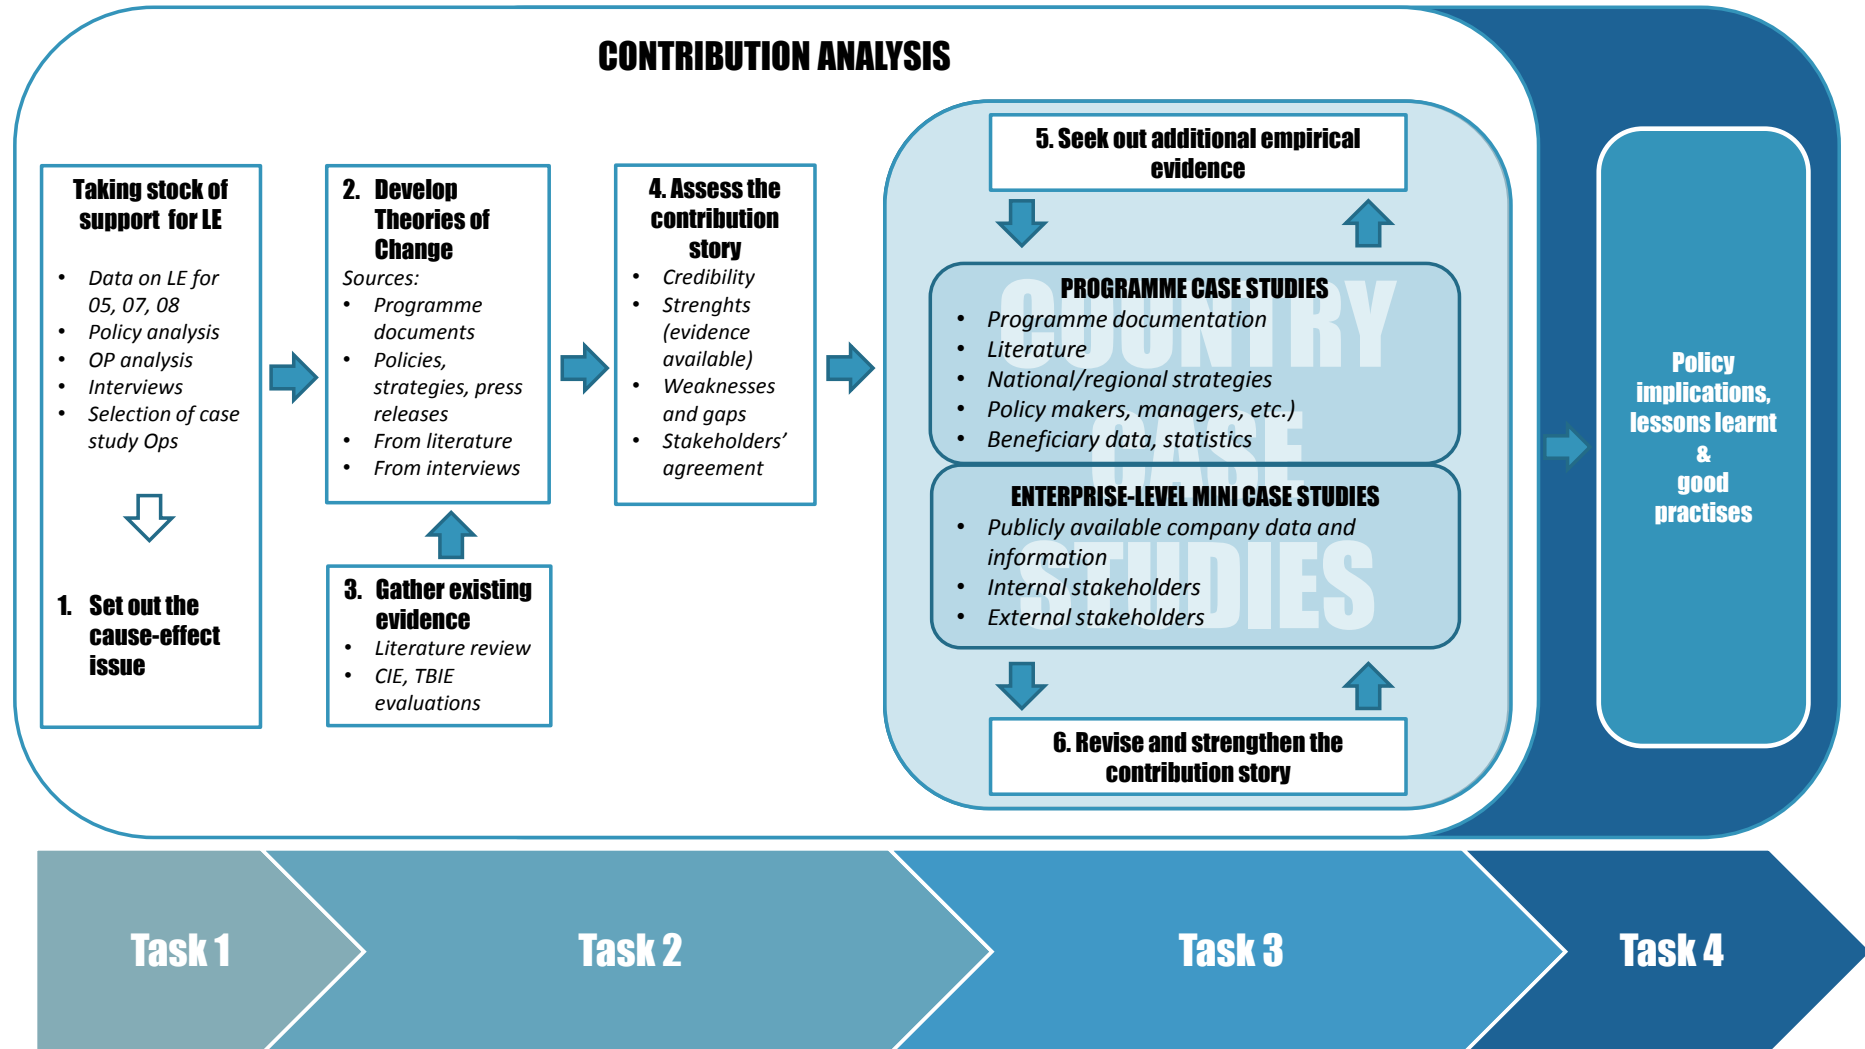 CONTRIBUTION ANALYSIS
Taking stock of
support for LE
• Data on LE for
05, 07, 08
• Policy analysis
• OP analysis
• Interviews
• Selection of case
study Ops
1. Set out the
cause-effect
issue
2. Develop
Theories of
Change
Sources:
• Programme
documents
• Policies,
strategies, press
releases
• From literature
• From interviews
3. Gather existing
evidence
• Literature review
• CIE, TBIE
evaluations
4. Assess the
contribution
story
• Credibility
• Strenghts
(evidence
available)
• Weaknesses
and gaps
• Stakeholders’
agreement
5. Seek out additional empirical
evidence
COUNTRY
CASE
STUDIES
PROGRAMME CASE STUDIES
• Programme documentation
• Literature
• National/regional strategies
• Policy makers, managers, etc.)
• Beneficiary data, statistics
ENTERPRISE-LEVEL MINI CASE STUDIES
• Publicly available company data and
information
• Internal stakeholders
• External stakeholders
6. Revise and strengthen the
contribution story
Policy
implications,
lessons learnt
&
good
practises
Task 1
Task 2
Task 3
Task 4